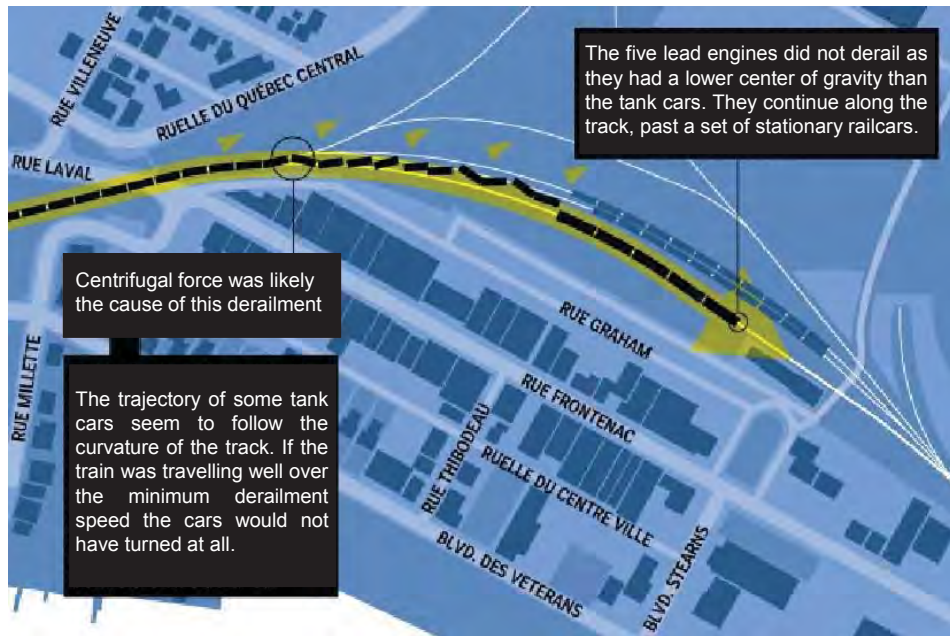 RUE VILLENEUVE
RUELLE DU QUÉBEC CENTRAL
The five lead engines did not derail as
they had a lower center of gravity than
the tank cars. They continue along the
track, past a set of stationary railcars.
RUE LAVAL
Centrifugal force was likely
the cause of this derailment
RUE MILLETTE
The trajectory of some tank
cars seem to follow the
curvature of the track. If the
train was travelling well over
the minimum derailment
speed the cars would not
have turned at all.
RUE GRAHAM
RUE FRONTENAC
RUE THIBODEAU
RUELLE DU CENTRE VILLE
BLVD. DES VETERANS
BLVD. STEARNS